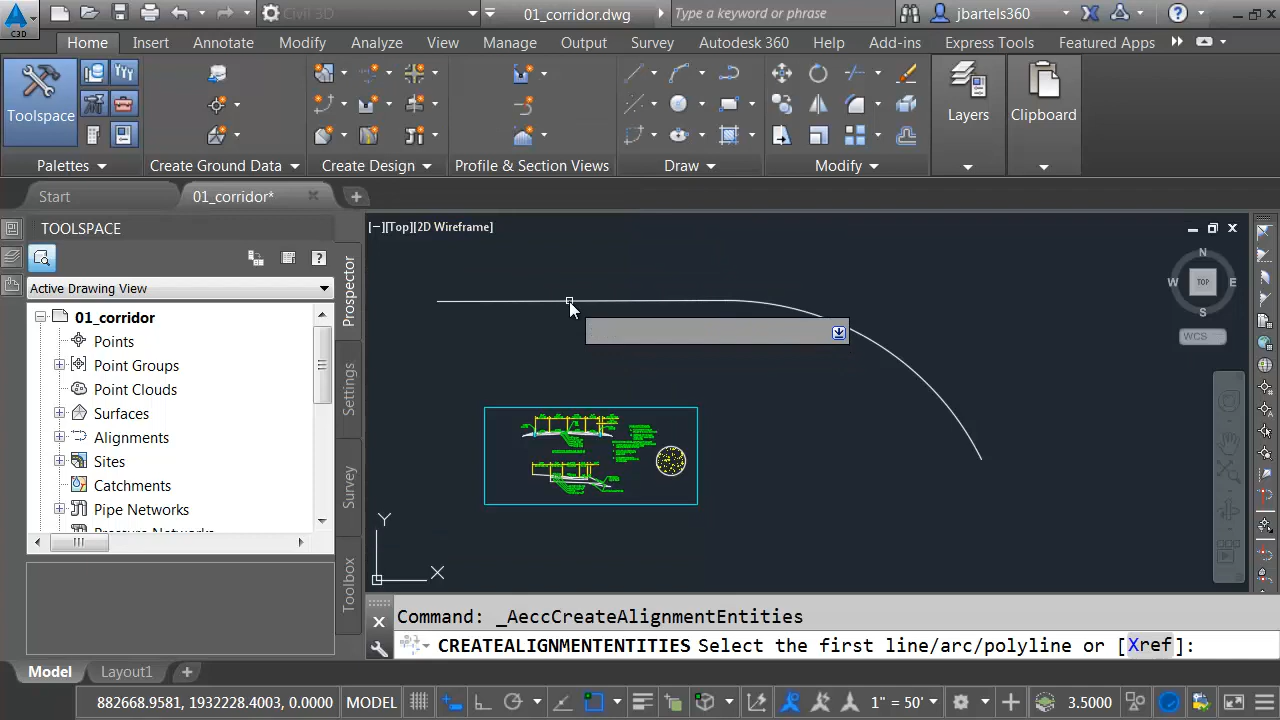 Civil 3D
01_corridor.dwg
Type a keyword or phrase
jbartels360
C3D
Home
Insert
Annotate
Modify
Analyze
View
Manage
Output
Survey
Autodesk 360
Help
Add-ins
Express Tools
Featured Apps
Toolspace
Layers
Clipboard
Palettes
Create Ground Data
Create Design
Profile & Section Views
Draw
Modify
Start
01_corridor*
TOOLSPACE
Active Drawing View
01_corridor
Points
Point Groups
Point Clouds
Surfaces
Alignments
Sites
Catchments
Pipe Networks
Pressure Networks
Prospector
Settings
Survey
Toolbox
[−][Top][2D Wireframe]
N
W
TOP
E
S
WCS
Y
X
Command: _AeccCreateAlignmentEntities
CREATEALIGNMENTENTITIES Select the first line/arc/polyline or [Xref]:
Model
Layout1
882668.9581, 1932228.4003, 0.0000
MODEL
1" = 50'
3.5000